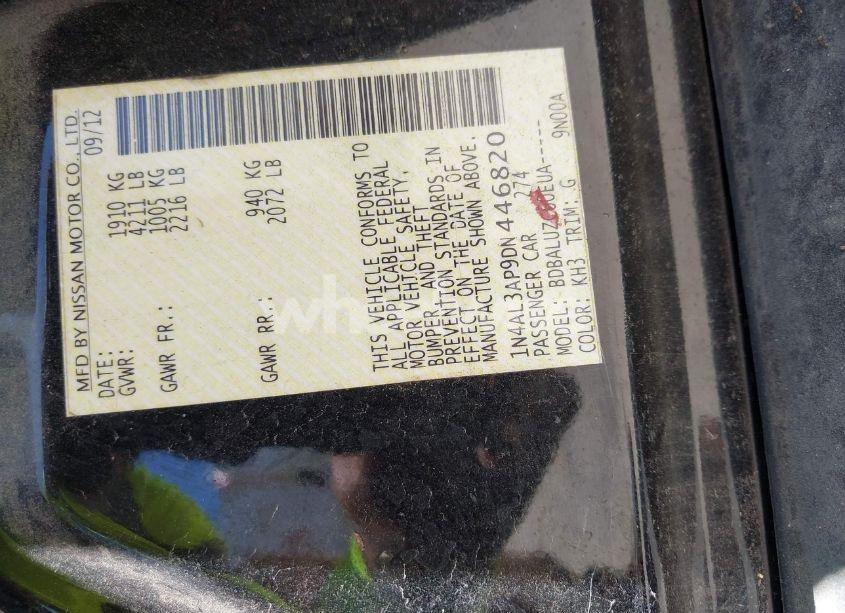 MFD BY NISSAN MOTOR CO., LTD.
DATE: 09/12
GVWR: 1910 KG
4211 LB
GAWR FR.: 1005 KG
2216 LB
GAWR RR.: 940 KG
2072 LB
THIS VEHICLE CONFORMS TO
ALL APPLICABLE FEDERAL
MOTOR VEHICLE SAFETY,
BUMPER, AND THEFT
PREVENTION STANDARDS IN
EFFECT ON THE DATE OF
MANUFACTURE SHOWN ABOVE.
1N4AL3AP9DN446820
PASSENGER CAR 274
MODEL: EUA-----
COLOR: KH3 TRIM: G 9N00A